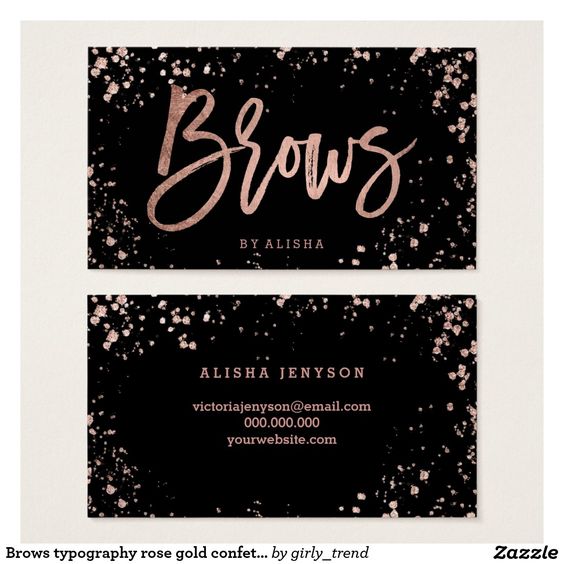 Brows
BY ALISHA
ALISHA JENYSON
victoriajenyson@email.com
000.000.000
yourwebsite.com
Brows typography rose gold confet... by girly_trend
Zazzle